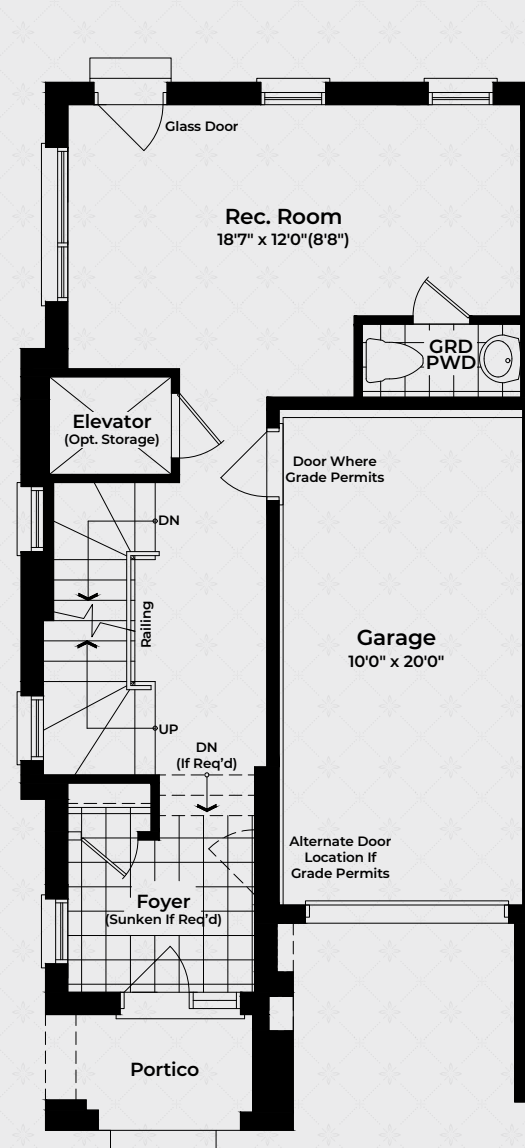 Glass Door
Rec. Room
18'7" x 12'0"(8'8")
GRD
PWD
Elevator
(Opt. Storage)
Door Where
Grade Permits
DN
Railing
Garage
10'0" x 20'0"
UP
DN
(If Req'd)
Alternate Door
Location If
Grade Permits
Foyer
(Sunken If Req'd)
Portico